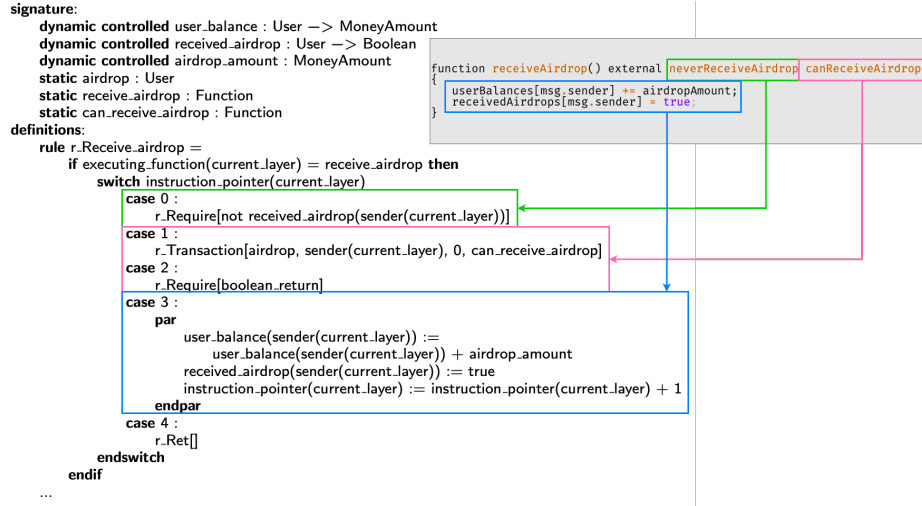 signature:
dynamic controlled user_balance : User −> MoneyAmount
dynamic controlled received_airdrop : User −> Boolean
dynamic controlled airdrop_amount : MoneyAmount
static airdrop : User
static receive_airdrop : Function
static can_receive_airdrop : Function
definitions:
rule r_Receive_airdrop =
if executing_function(current_layer) = receive_airdrop then
switch instruction_pointer(current_layer)
case 0 :
r_Require[not received_airdrop(sender(current_layer))]
case 1 :
r_Transaction[airdrop, sender(current_layer), 0, can_receive_airdrop]
case 2 :
r_Require[boolean_return]
case 3 :
par
user_balance(sender(current_layer)) :=
user_balance(sender(current_layer)) + airdrop_amount
received_airdrop(sender(current_layer)) := true
instruction_pointer(current_layer) := instruction_pointer(current_layer) + 1
endpar
case 4 :
r_Ret[]
endswitch
endif
...
function receiveAirdrop() external neverReceiveAirdrop canReceiveAirdrop
{
userBalances[msg.sender] += airdropAmount;
receivedAirdrops[msg.sender] = true;
}